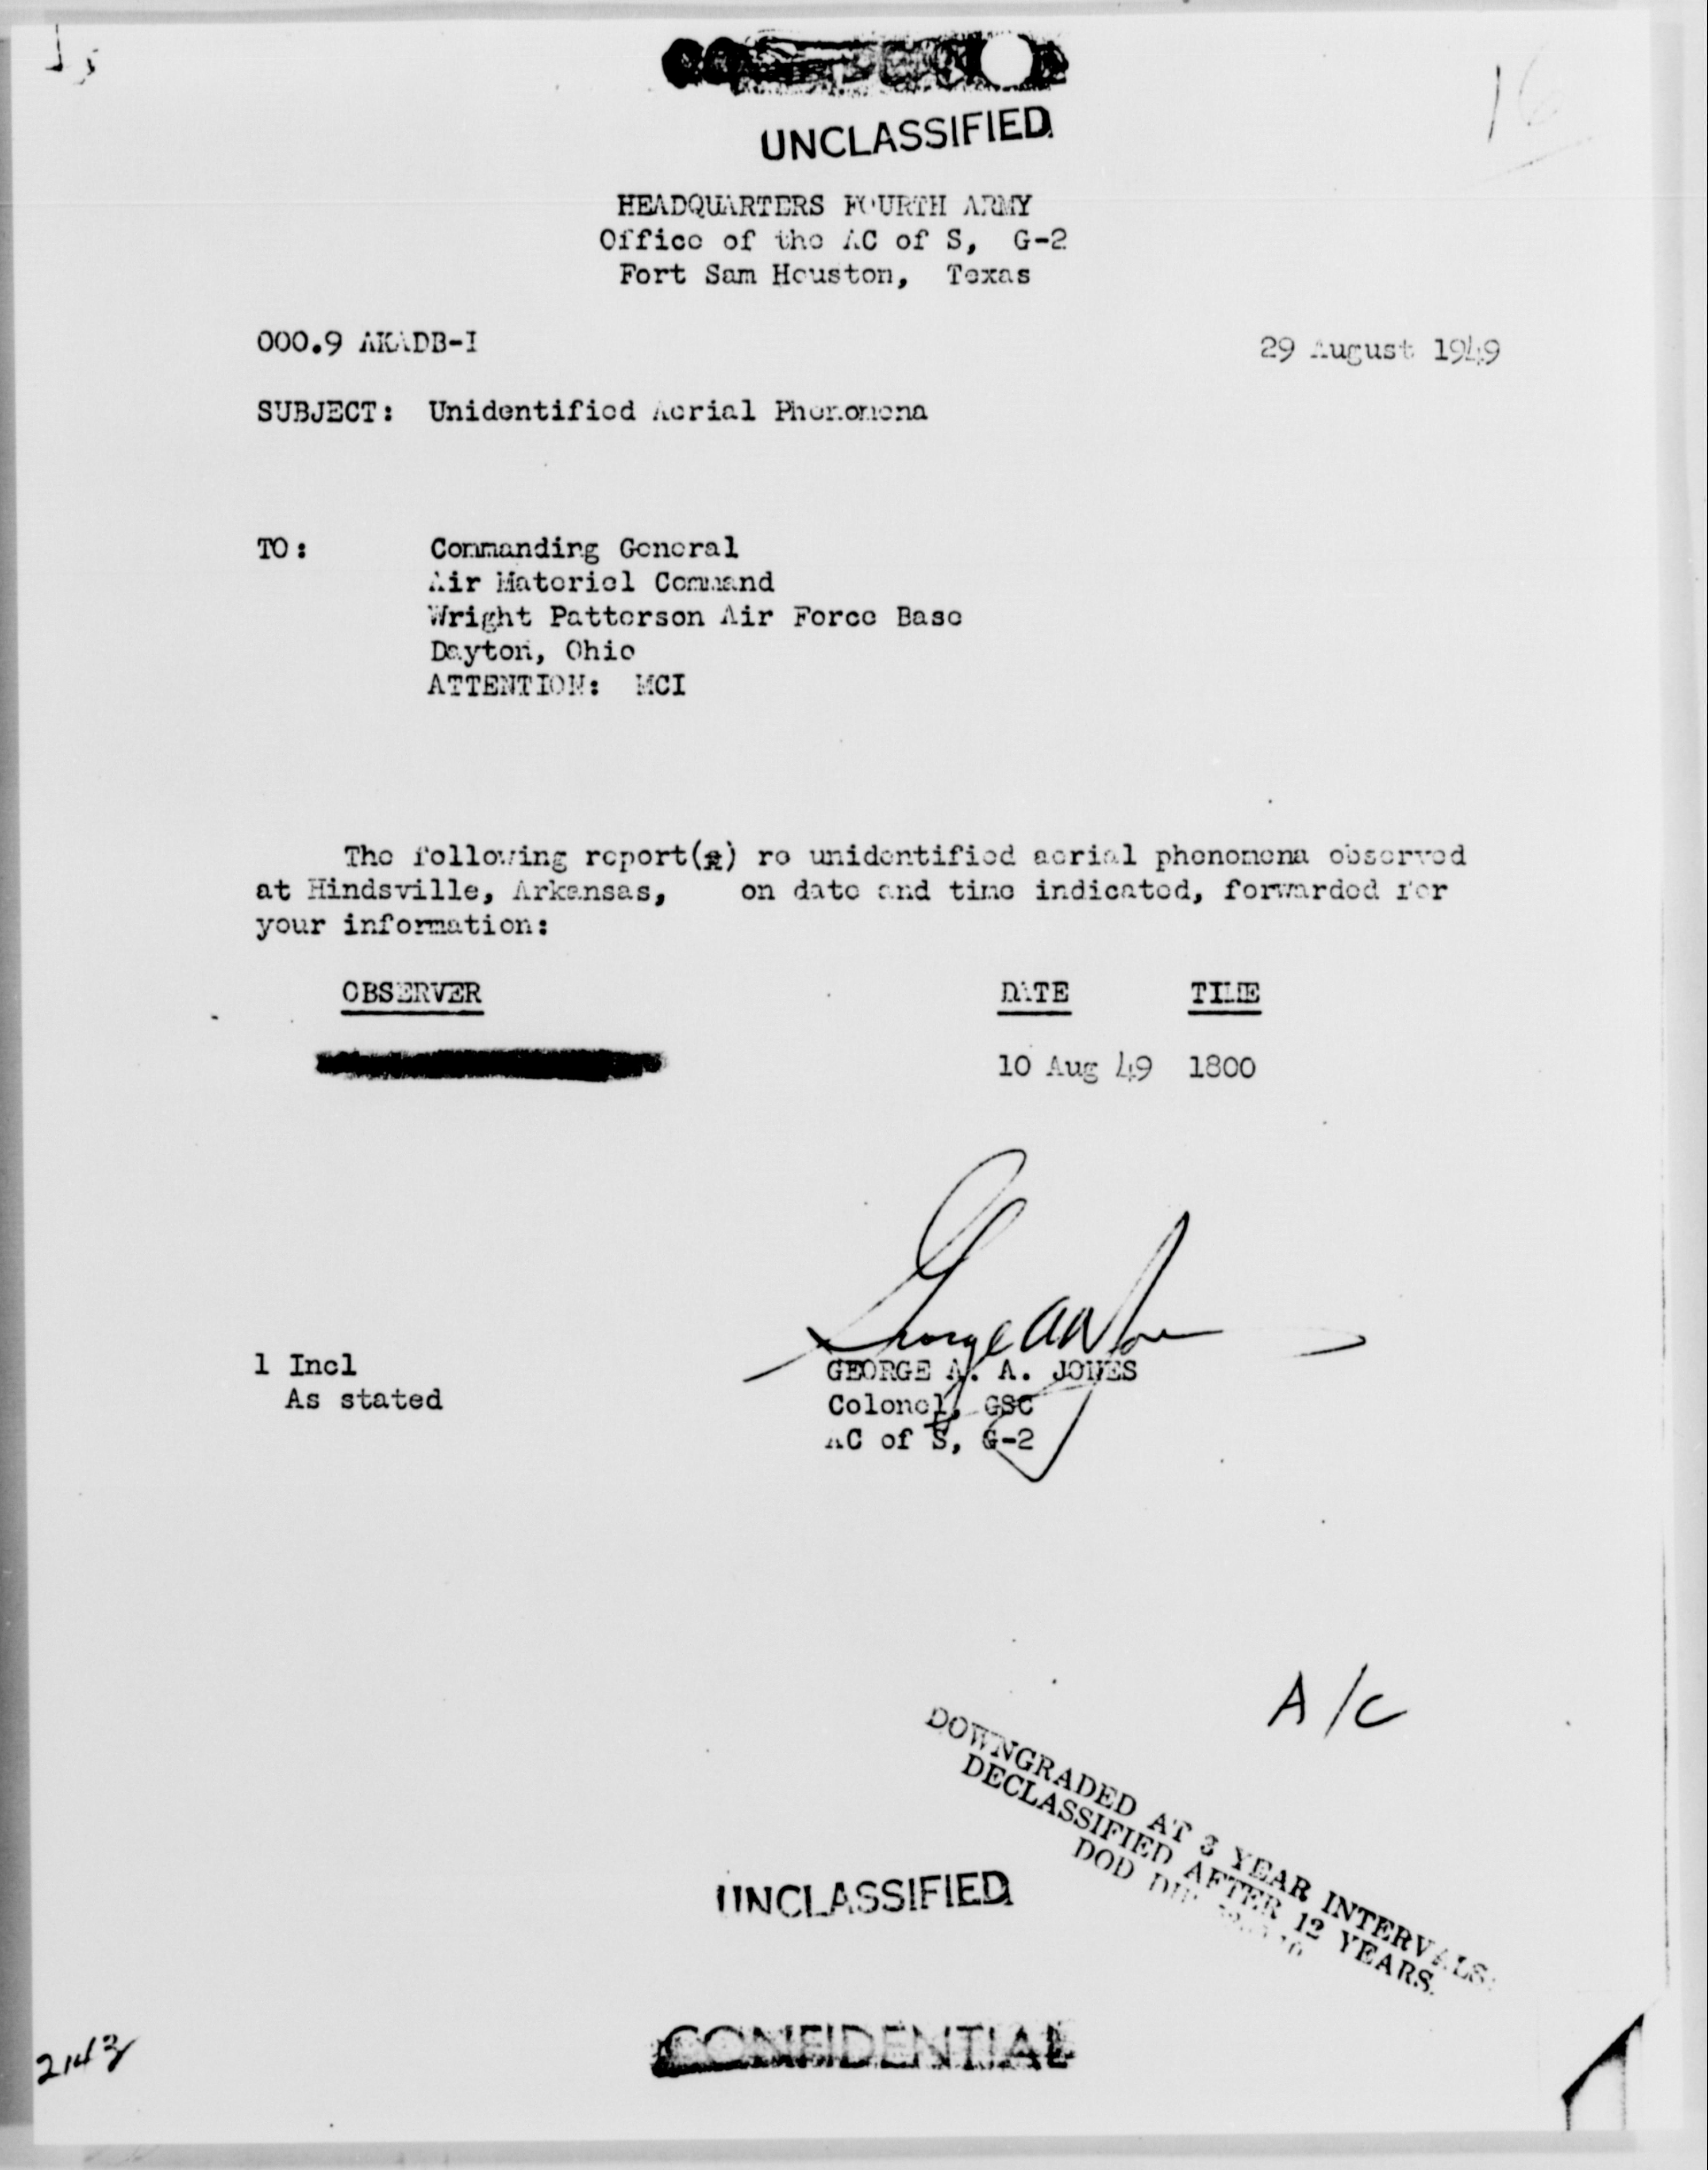 16
UNCLASSIFIED
HEADQUARTERS FOURTH ARMY
Office of the AC of S, G-2
Fort Sam Houston, Texas
000.9 AKADB-I
29 August 1949
SUBJECT: Unidentified Aerial Phenomena
TO:
Commanding General
Air Materiel Command
Wright Patterson Air Force Base
Dayton, Ohio
ATTENTION: MCI
The following report(s) re unidentified aerial phenomena observed
at Hindsville, Arkansas, on date and time indicated, forwarded for
your information:
OBSERVER DATE TIME
10 Aug 49 1800
1 Incl
As stated
GEORGE A. A. JONES
Colonel, GSC
AC of S, G-2
A/C
DOWNGRADED AT 3 YEAR INTERVALS
DECLASSIFIED AFTER 12 YEARS.
DOD DIR
UNCLASSIFIED
CONFIDENTIAL
2143